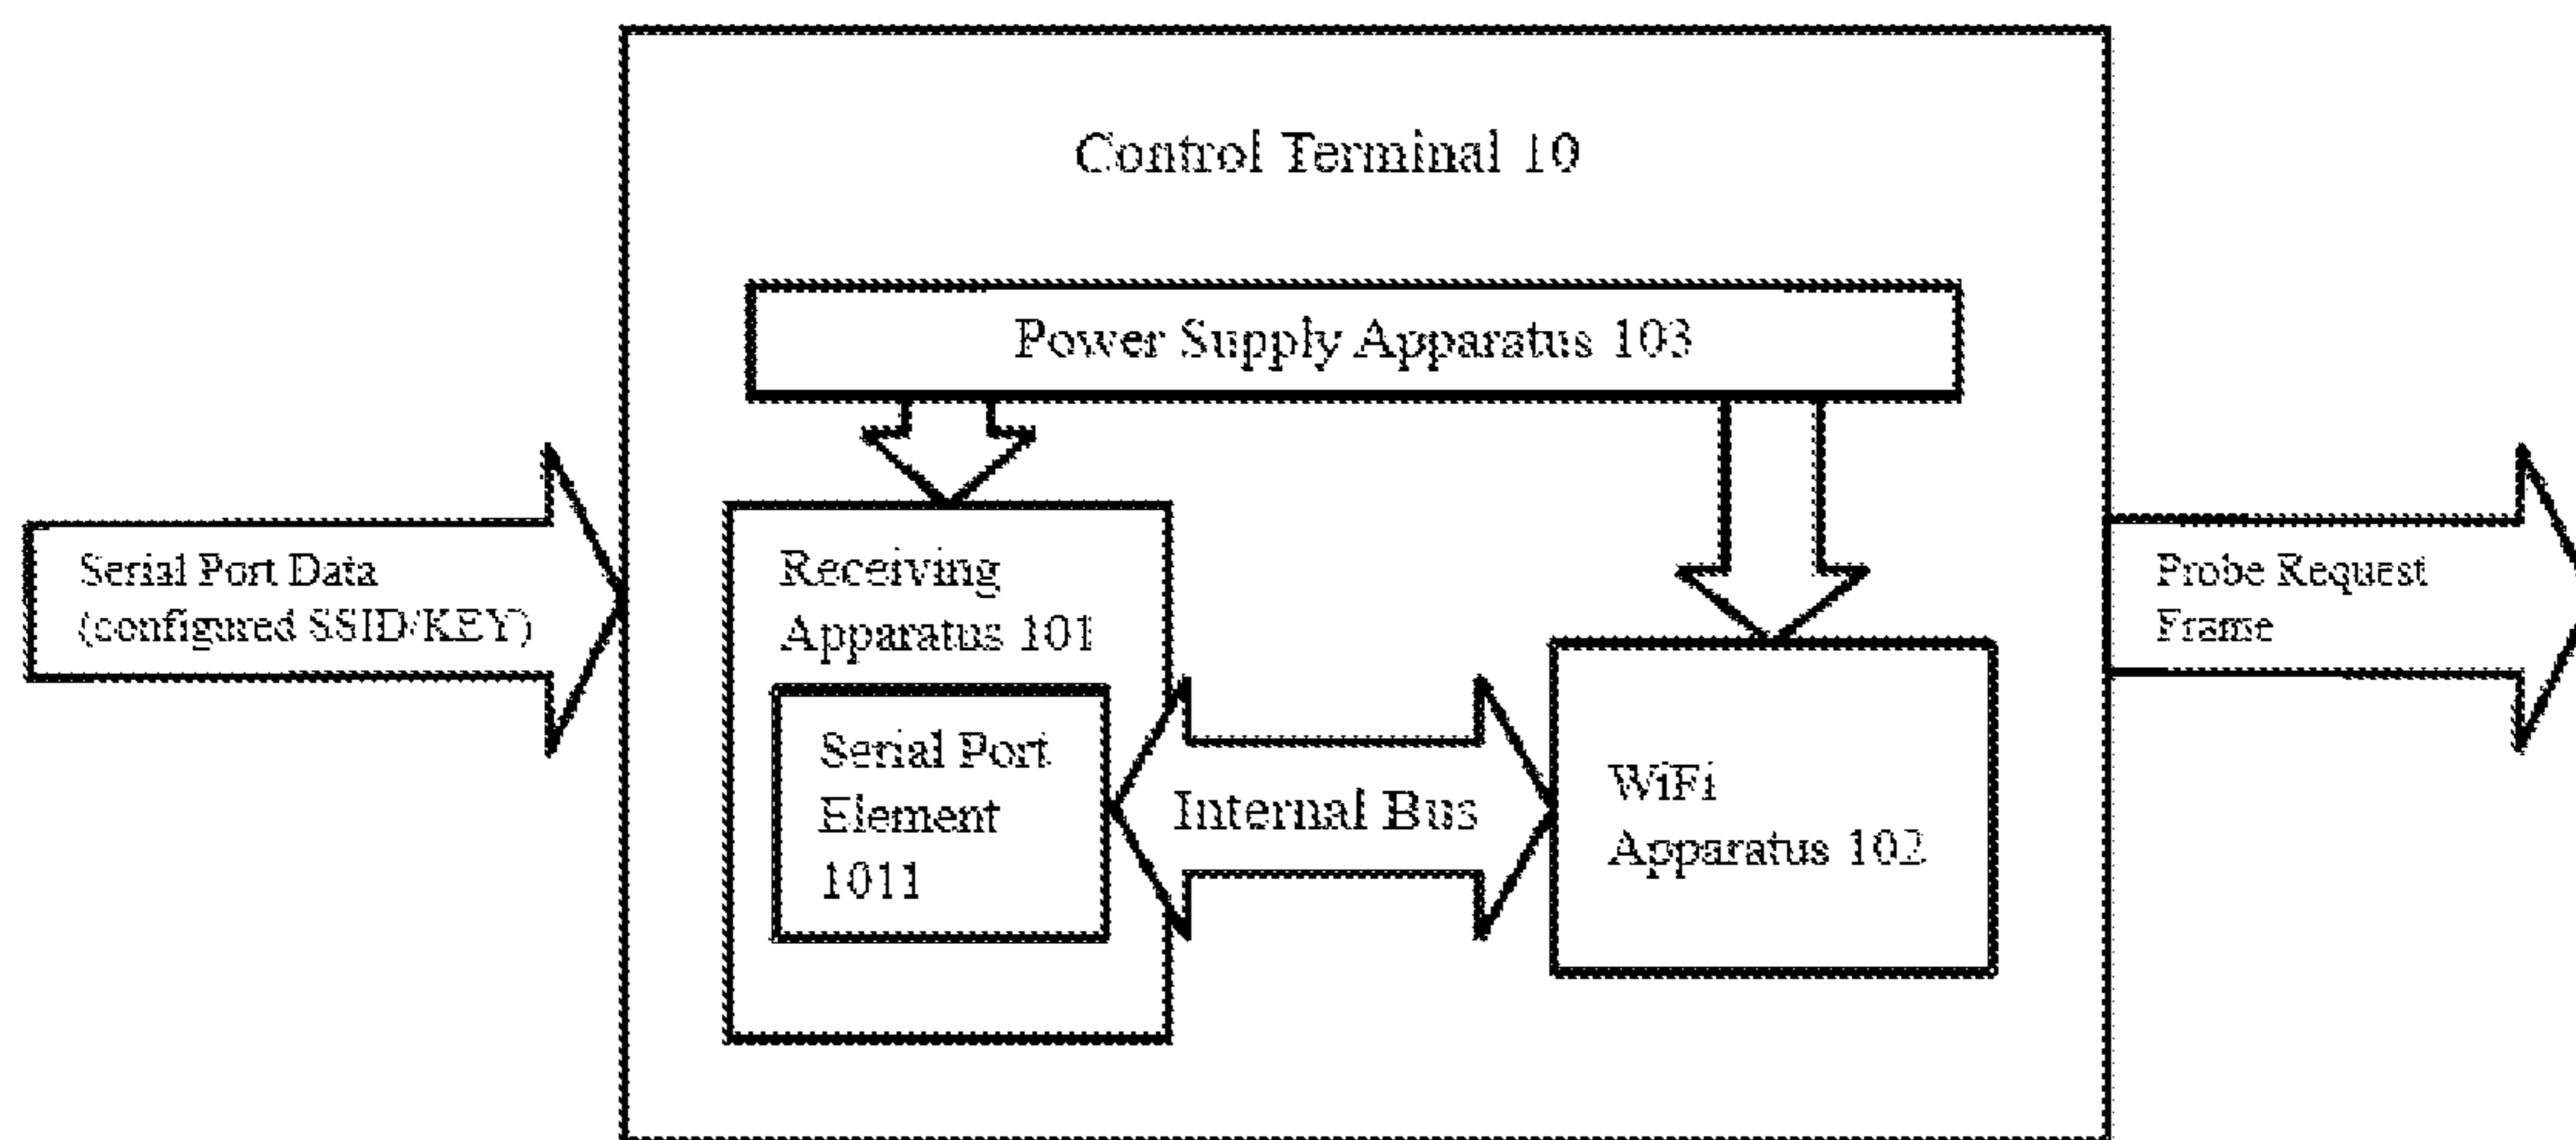 Control Terminal 10
Power Supply Apparatus 103
Serial Port Data
(configured SSID/KEY)
Receiving
Apparatus 101
Serial Port
Element
1011
Internal Bus
WiFi
Apparatus 102
Probe Request
Frame